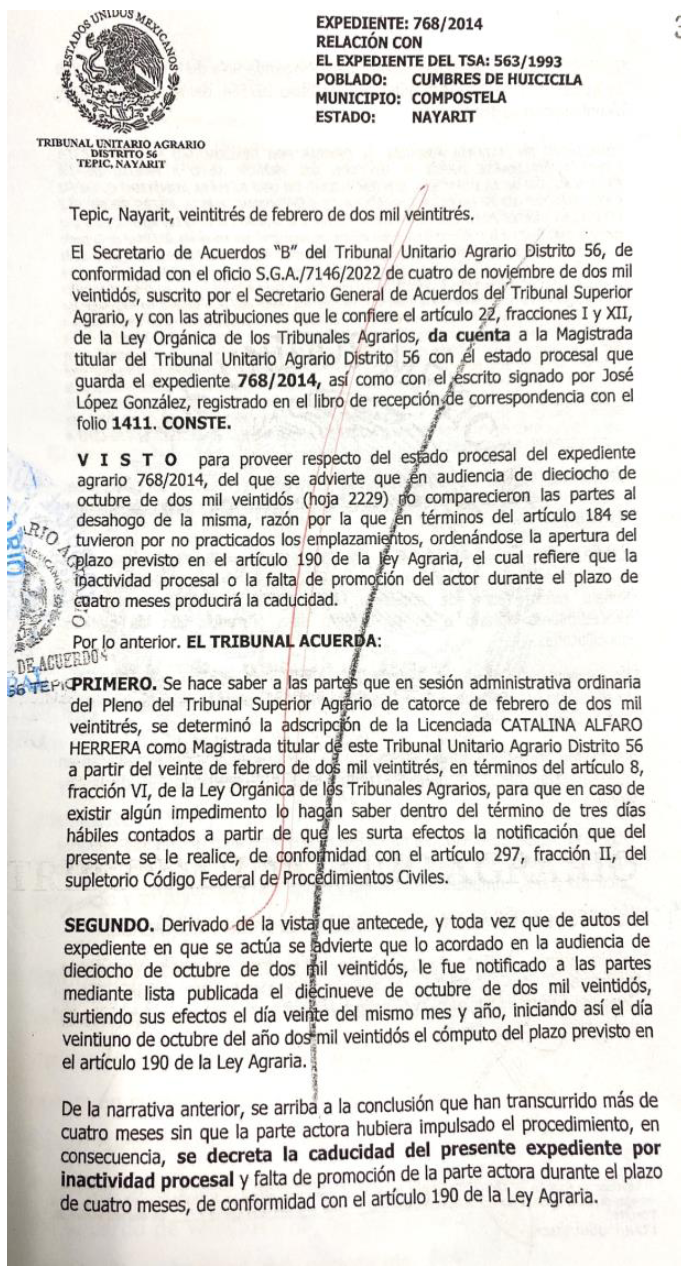 ESTADOS UNIDOS MEXICANOS
TRIBUNAL UNITARIO AGRARIO
DISTRITO 56
TEPIC, NAYARIT
EXPEDIENTE: 768/2014
RELACIÓN CON
EL EXPEDIENTE DEL TSA: 563/1993
POBLADO: CUMBRES DE HUICICILA
MUNICIPIO: COMPOSTELA
ESTADO: NAYARIT
3
Tepic, Nayarit, veintitrés de febrero de dos mil veintitrés.
El Secretario de Acuerdos "B" del Tribunal Unitario Agrario Distrito 56, de
conformidad con el oficio S.G.A./7146/2022 de cuatro de noviembre de dos mil
veintidós, suscrito por el Secretario General de Acuerdos del Tribunal Superior
Agrario, y con las atribuciones que le confiere el artículo 22, fracciones I y XII,
de la Ley Orgánica de los Tribunales Agrarios, da cuenta a la Magistrada
titular del Tribunal Unitario Agrario Distrito 56 con el estado procesal que
guarda el expediente 768/2014, así como con el escrito signado por José
López González, registrado en el libro de recepción de correspondencia con el
folio 1411. CONSTE.
V I S T O para proveer respecto del estado procesal del expediente
agrario 768/2014, del que se advierte que en audiencia de dieciocho de
octubre de dos mil veintidós (hoja 2229) no comparecieron las partes al
desahogo de la misma, razón por la que en términos del artículo 184 se
tuvieron por no practicados los emplazamientos, ordenándose la apertura del
plazo previsto en el artículo 190 de la ley Agraria, el cual refiere que la
inactividad procesal o la falta de promoción del actor durante el plazo de
cuatro meses producirá la caducidad.
Por lo anterior. EL TRIBUNAL ACUERDA:
DE ACUERDOS
56 TEPIC
PRIMERO. Se hace saber a las partes que en sesión administrativa ordinaria
del Pleno del Tribunal Superior Agrario de catorce de febrero de dos mil
veintitrés, se determinó la adscripción de la Licenciada CATALINA ALFARO
HERRERA como Magistrada titular de este Tribunal Unitario Agrario Distrito 56
a partir del veinte de febrero de dos mil veintitrés, en términos del artículo 8,
fracción VI, de la Ley Orgánica de los Tribunales Agrarios, para que en caso de
existir algún impedimento lo hagan saber dentro del término de tres días
hábiles contados a partir de que les surta efectos la notificación que del
presente se le realice, de conformidad con el artículo 297, fracción II, del
supletorio Código Federal de Procedimientos Civiles.
SEGUNDO. Derivado de la vista que antecede, y toda vez que de autos del
expediente en que se actúa se advierte que lo acordado en la audiencia de
dieciocho de octubre de dos mil veintidós, le fue notificado a las partes
mediante lista publicada el diecinueve de octubre de dos mil veintidós,
surtiendo sus efectos el día veinte del mismo mes y año, iniciando así el día
veintiuno de octubre del año dos mil veintidós el cómputo del plazo previsto en
el artículo 190 de la Ley Agraria.
De la narrativa anterior, se arriba a la conclusión que han transcurrido más de
cuatro meses sin que la parte actora hubiera impulsado el procedimiento, en
consecuencia, se decreta la caducidad del presente expediente por
inactividad procesal y falta de promoción de la parte actora durante el plazo
de cuatro meses, de conformidad con el artículo 190 de la Ley Agraria.